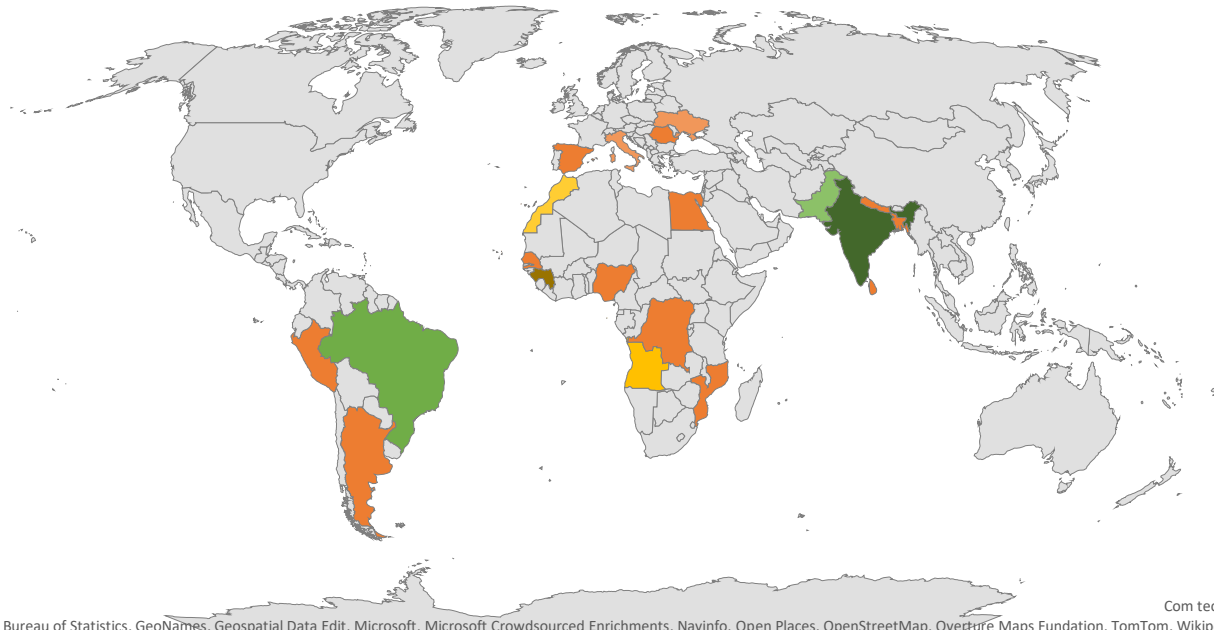 Com tec
Bureau of Statistics, GeoNames, Geospatial Data Edit, Microsoft, Microsoft Crowdsourced Enrichments, Navinfo, Open Places, OpenStreetMap, Overture Maps Fundation, TomTom, Wikip